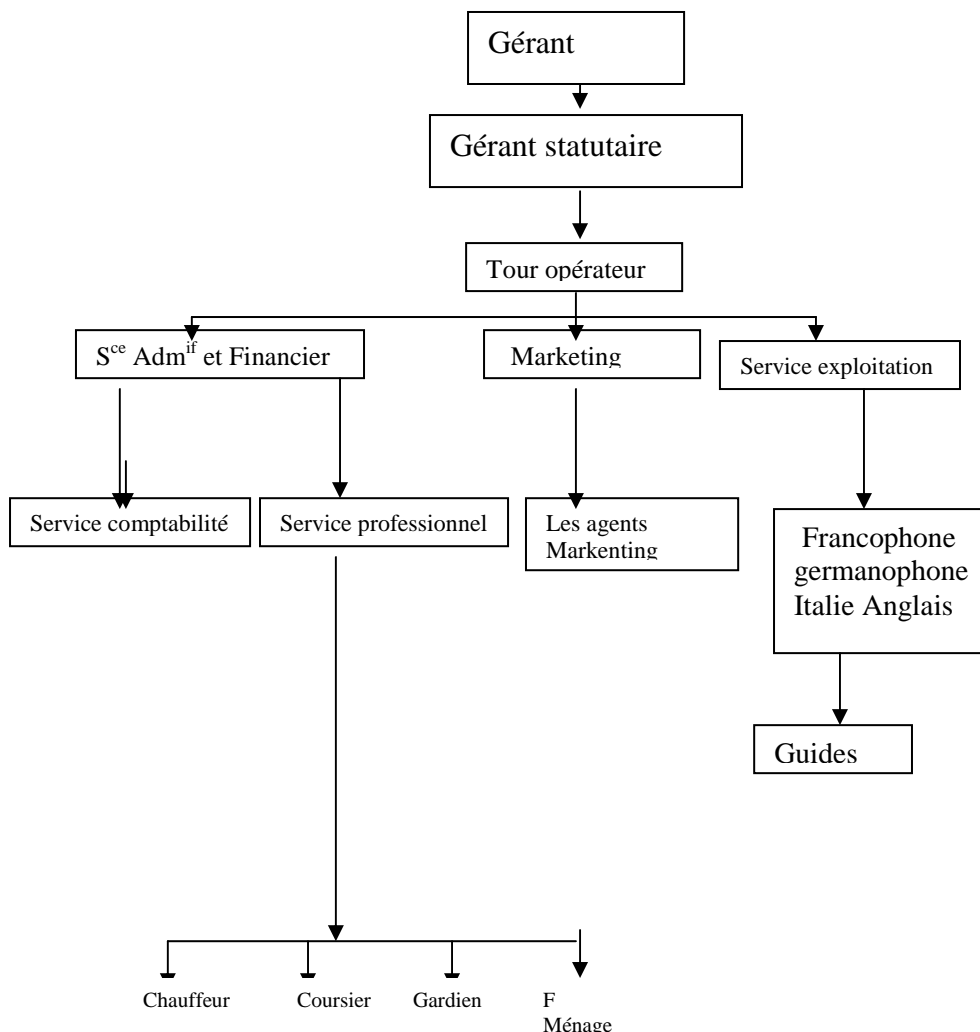 Gérant
Gérant statutaire
Tour opérateur
Sce Admif et Financier
Marketing
Service exploitation
Service comptabilité
Service professionnel
Les agents
Markenting
Francophone
germanophone
Italie Anglais
Guides
Chauffeur
Coursier
Gardien
F
Ménage